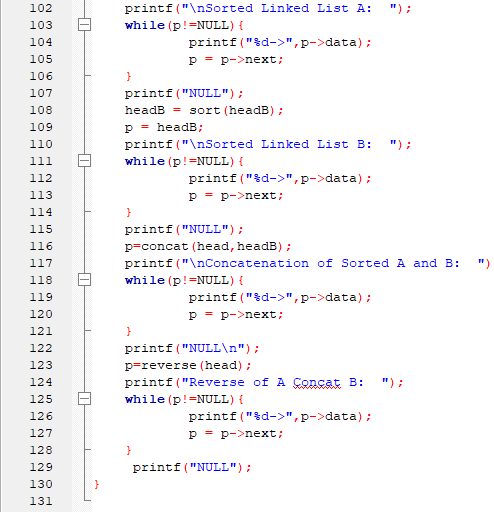 102 printf("\nSorted Linked List A:  ");
103 while(p!=NULL){
104 printf("%d->",p->data);
105 p = p->next;
106 }
107 printf("NULL");
108 headB = sort(headB);
109 p = headB;
110 printf("\nSorted Linked List B:  ");
111 while(p!=NULL){
112 printf("%d->",p->data);
113 p = p->next;
114 }
115 printf("NULL");
116 p=concat(head,headB);
117 printf("\nConcatenation of Sorted A and B:  ")
118 while(p!=NULL){
119 printf("%d->",p->data);
120 p = p->next;
121 }
122 printf("NULL\n");
123 p=reverse(head);
124 printf("Reverse of A Concat B:  ");
125 while(p!=NULL){
126 printf("%d->",p->data);
127 p = p->next;
128 }
129 printf("NULL");
130 }
131